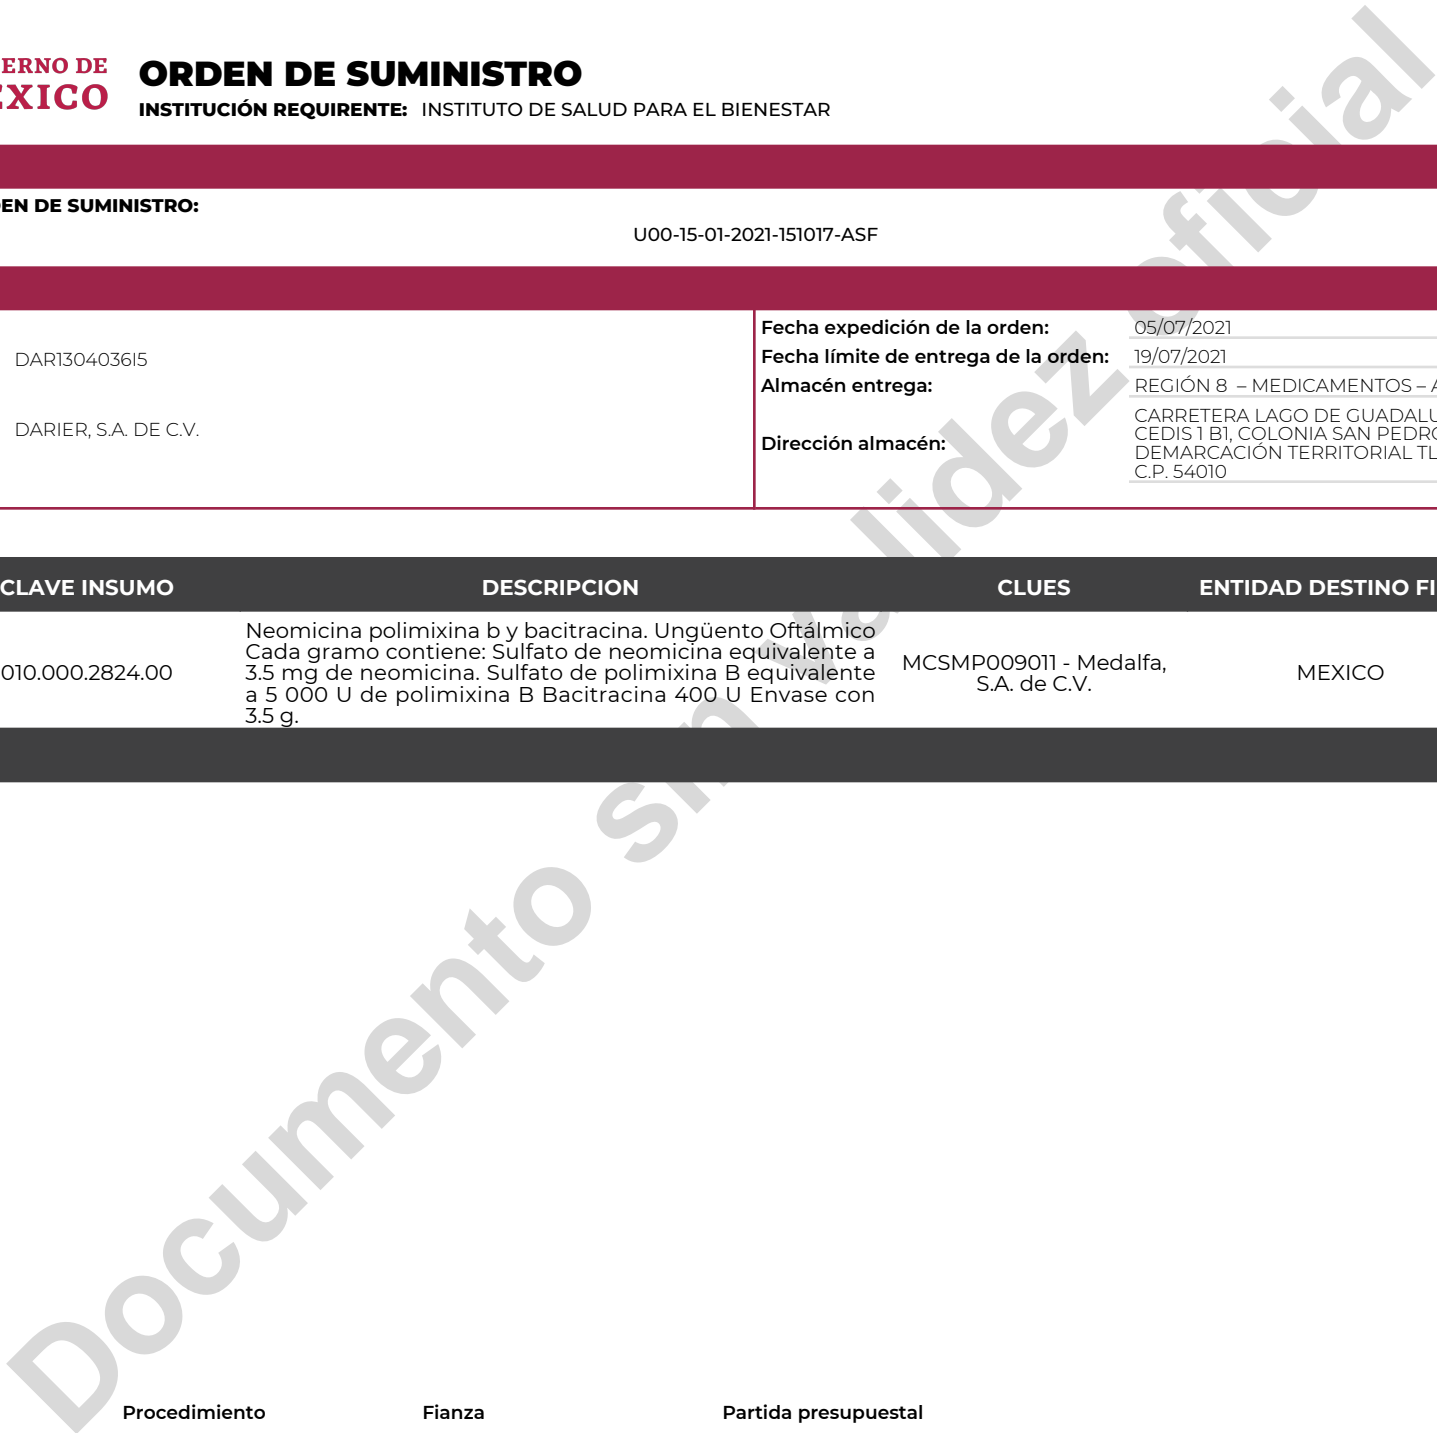 ERNO DE
EXICO
ORDEN DE SUMINISTRO
INSTITUCIÓN REQUIRENTE: INSTITUTO DE SALUD PARA EL BIENESTAR
EN DE SUMINISTRO:
U00-15-01-2021-151017-ASF
DAR1304036I5
DARIER, S.A. DE C.V.
Fecha expedición de la orden: 05/07/2021
Fecha límite de entrega de la orden: 19/07/2021
Almacén entrega: REGIÓN 8 – MEDICAMENTOS – A
Dirección almacén:
CARRETERA LAGO DE GUADALU
CEDIS 1 B1, COLONIA SAN PEDRO
DEMARCACIÓN TERRITORIAL TL
C.P. 54010
CLAVE INSUMO DESCRIPCION CLUES ENTIDAD DESTINO FI
010.000.2824.00
Neomicina polimixina b y bacitracina. Ungüento Oftálmico
Cada gramo contiene: Sulfato de neomicina equivalente a
3.5 mg de neomicina. Sulfato de polimixina B equivalente
a 5 000 U de polimixina B Bacitracina 400 U Envase con
3.5 g.
MCSMP009011 - Medalfa,
S.A. de C.V.
MEXICO
Documento sin validez oficial
Procedimiento Fianza Partida presupuestal